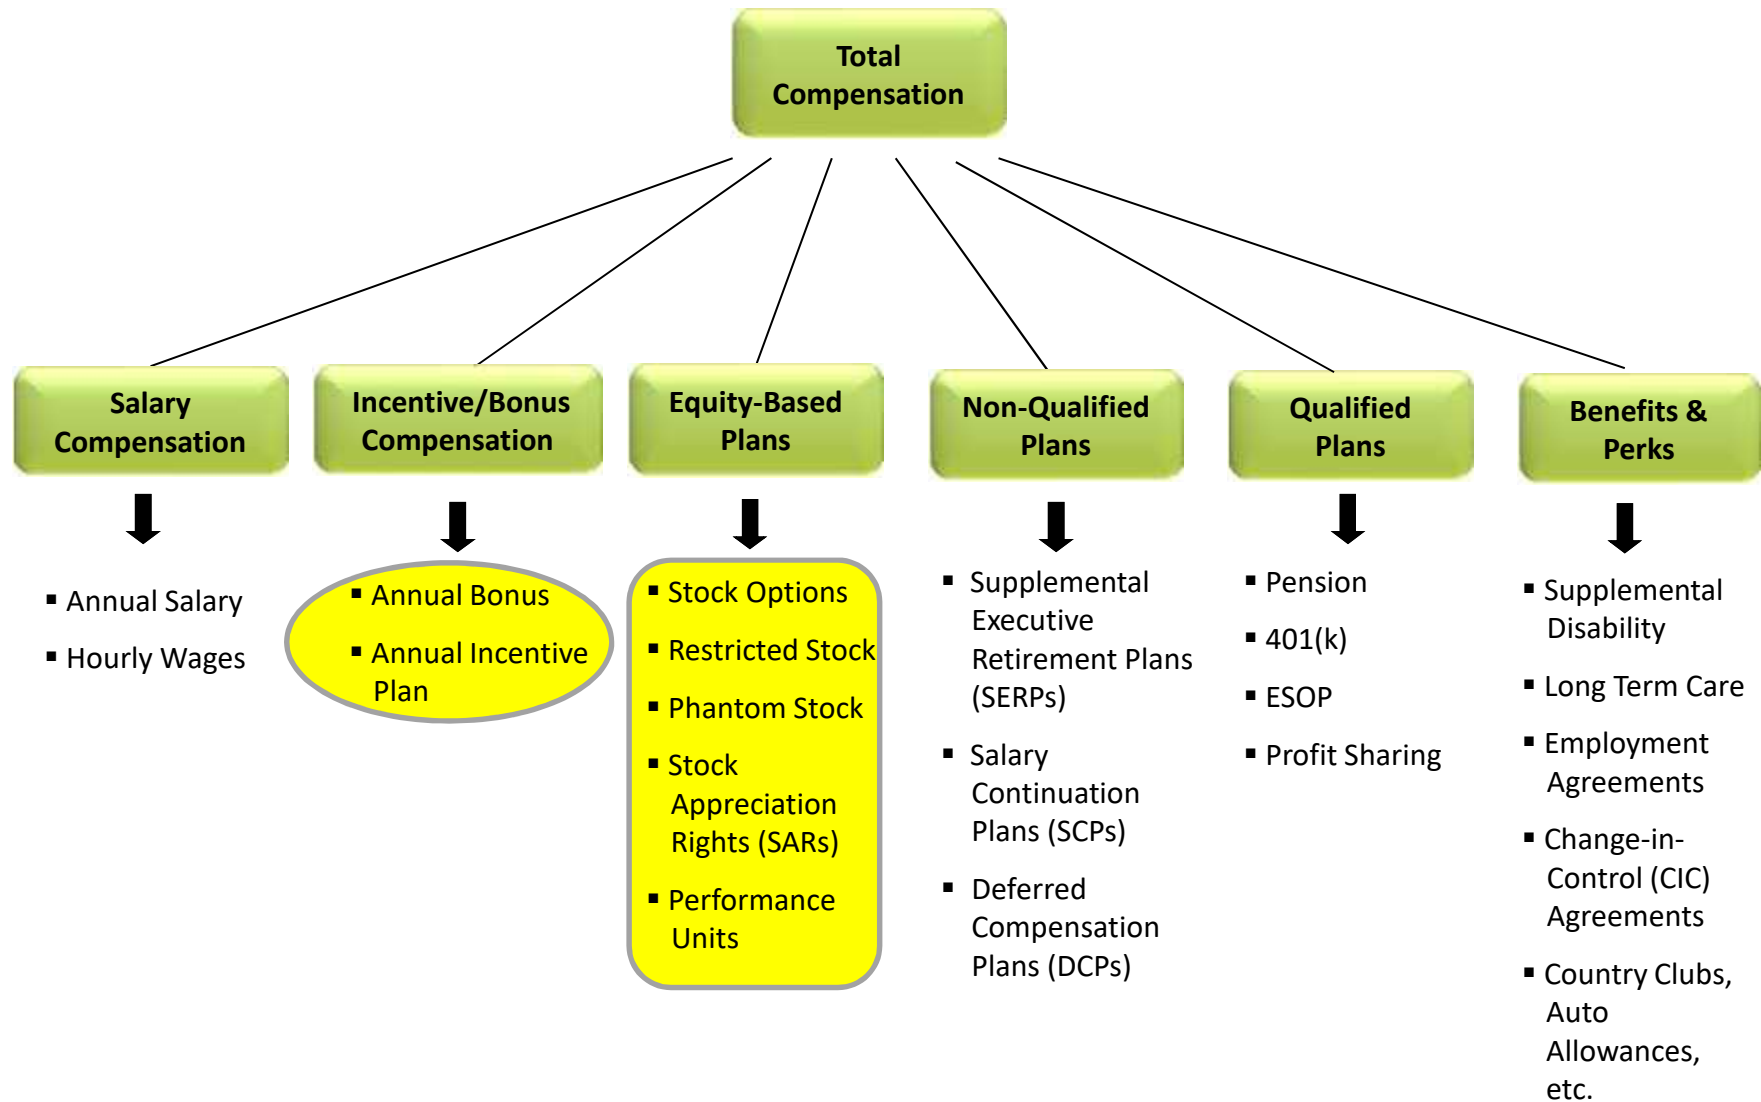 Total
Compensation
Salary
Compensation
Incentive/Bonus
Compensation
Equity-Based
Plans
Non-Qualified
Plans
Qualified
Plans
Benefits &
Perks
▪ Annual Salary
▪ Hourly Wages
▪ Annual Bonus
▪ Annual Incentive
Plan
▪ Stock Options
▪ Restricted Stock
▪ Phantom Stock
▪ Stock
Appreciation
Rights (SARs)
▪ Performance
Units
▪ Supplemental
Executive
Retirement Plans
(SERPs)
▪ Salary
Continuation
Plans (SCPs)
▪ Deferred
Compensation
Plans (DCPs)
▪ Pension
▪ 401(k)
▪ ESOP
▪ Profit Sharing
▪ Supplemental
Disability
▪ Long Term Care
▪ Employment
Agreements
▪ Change-in-
Control (CIC)
Agreements
▪ Country Clubs,
Auto
Allowances,
etc.